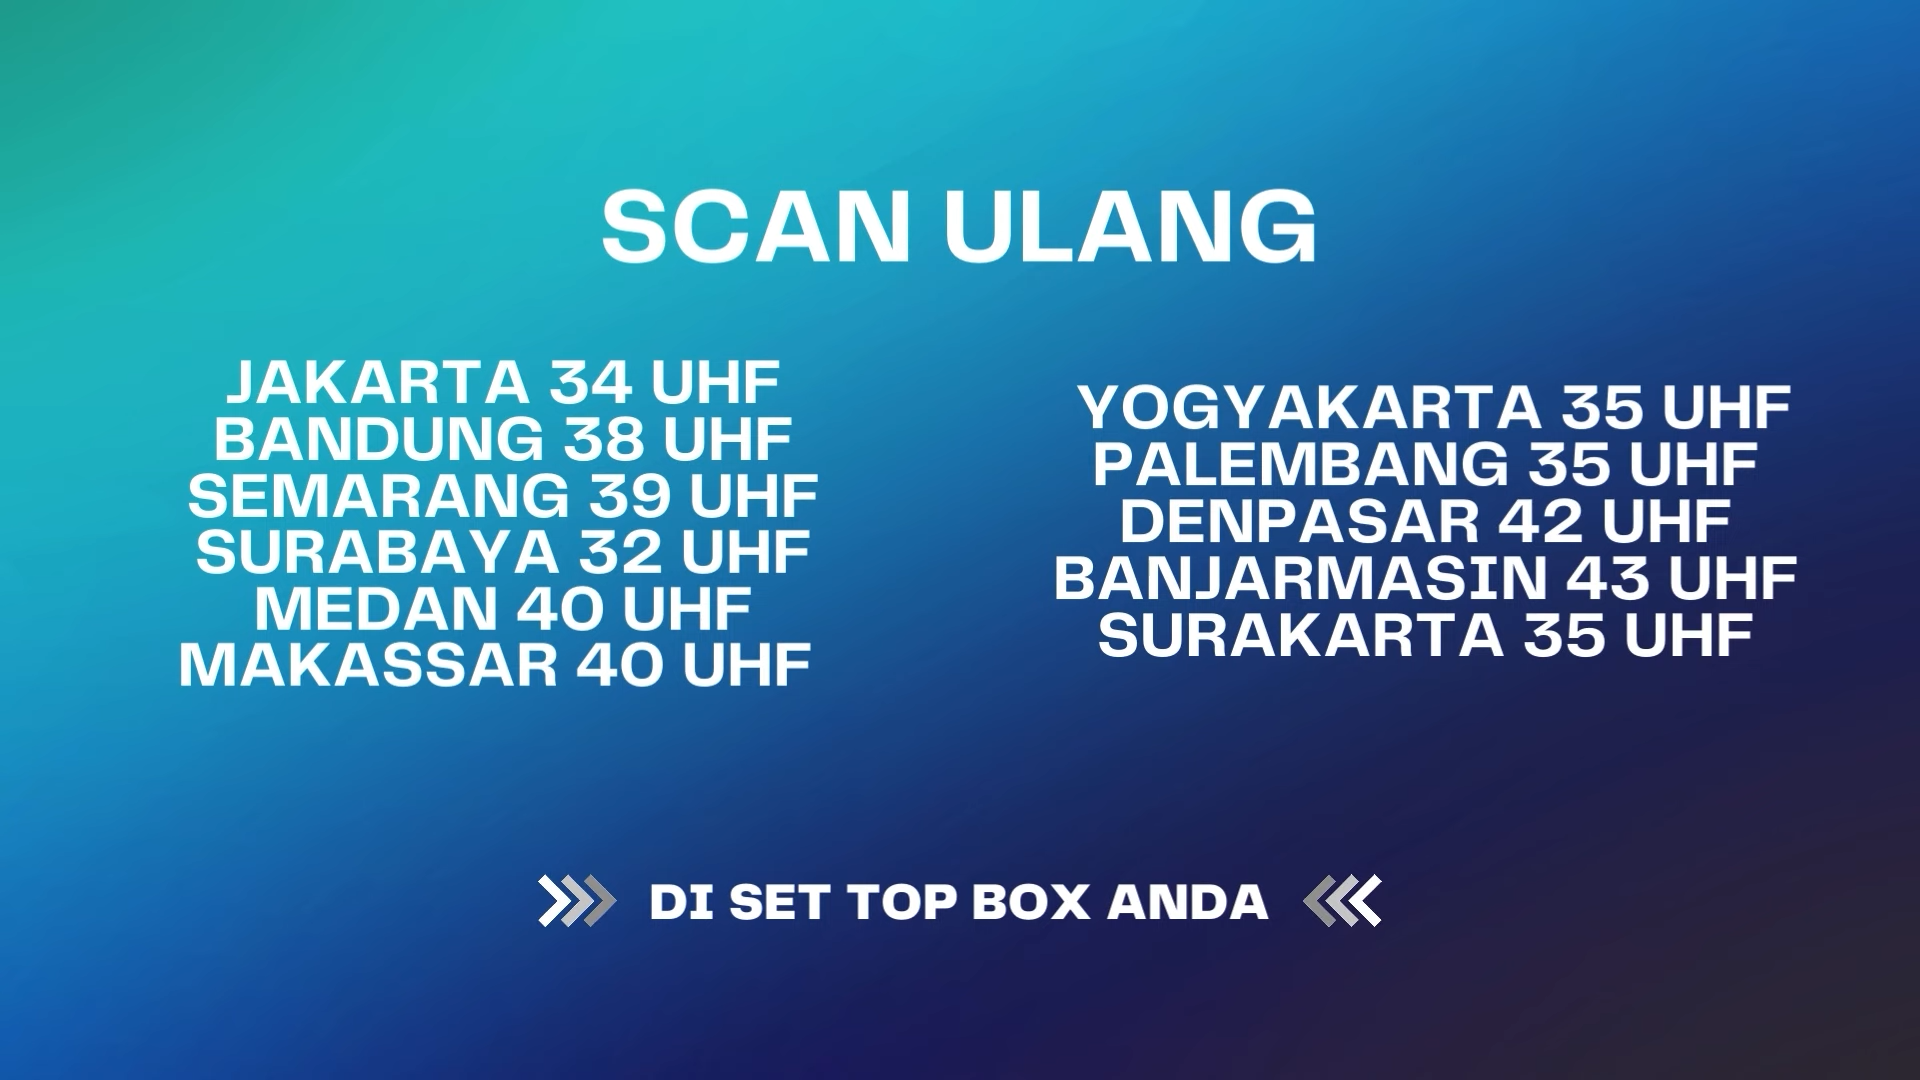 SCAN ULANG
JAKARTA 34 UHF
BANDUNG 38 UHF
SEMARANG 39 UHF
SURABAYA 32 UHF
MEDAN 40 UHF
MAKASSAR 40 UHF
YOGYAKARTA 35 UHF
PALEMBANG 35 UHF
DENPASAR 42 UHF
BANJARMASIN 43 UHF
SURAKARTA 35 UHF
DI SET TOP BOX ANDA